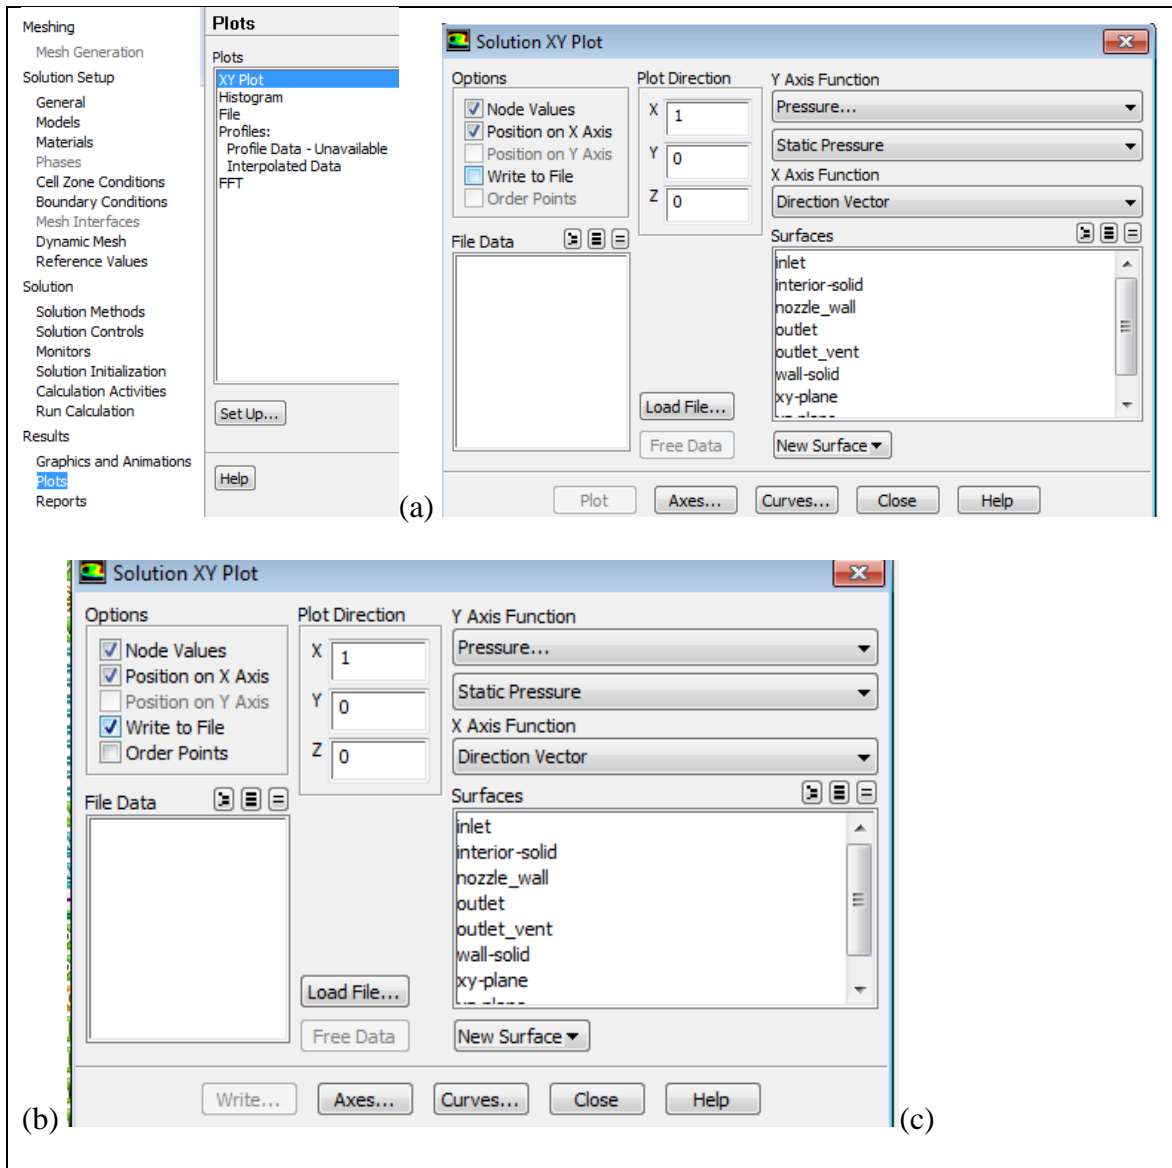 Meshing
Mesh Generation
Solution Setup
General
Models
Materials
Phases
Cell Zone Conditions
Boundary Conditions
Mesh Interfaces
Dynamic Mesh
Reference Values
Solution
Solution Methods
Solution Controls
Monitors
Solution Initialization
Calculation Activities
Run Calculation
Results
Graphics and Animations
Plots
Reports
Plots
Plots
XY Plot
Histogram
File
Profiles:
Profile Data - Unavailable
Interpolated Data
FFT
Set Up...
Help
(a)
Solution XY Plot
Options
Node Values
Position on X Axis
Position on Y Axis
Write to File
Order Points
Plot Direction
X 1
Y 0
Z 0
Y Axis Function
Pressure...
Static Pressure
X Axis Function
Direction Vector
File Data
Surfaces
inlet
interior-solid
nozzle_wall
outlet
outlet_vent
wall-solid
xy-plane
Load File...
Free Data
New Surface
Plot Axes... Curves... Close Help
(b)
Solution XY Plot
Options
Node Values
Position on X Axis
Position on Y Axis
Write to File
Order Points
Plot Direction
X 1
Y 0
Z 0
Y Axis Function
Pressure...
Static Pressure
X Axis Function
Direction Vector
File Data
Surfaces
inlet
interior-solid
nozzle_wall
outlet
outlet_vent
wall-solid
xy-plane
Load File...
Free Data
New Surface
Write... Axes... Curves... Close Help
(c)